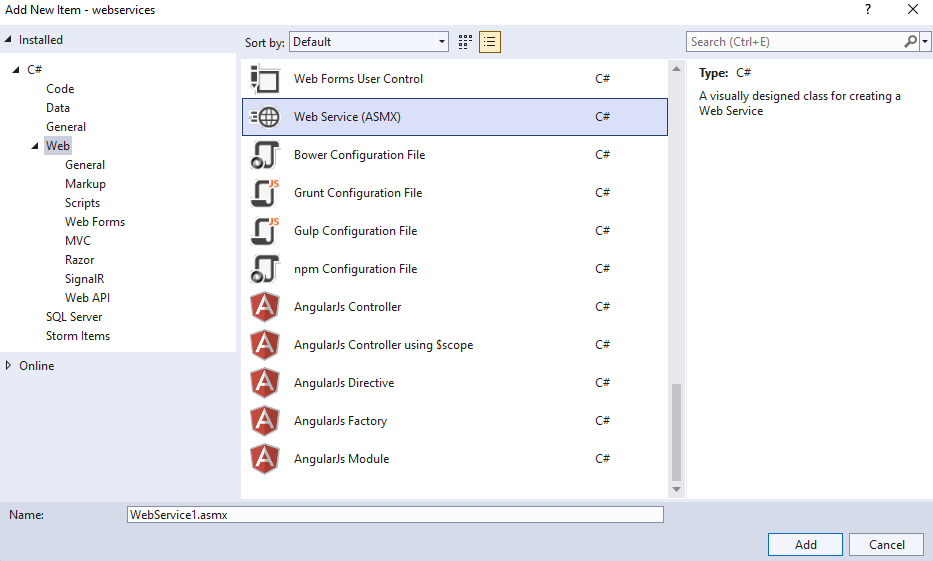 Add New Item - webservices
?
Installed
Sort by: Default
Search (Ctrl+E)
C#
Code
Data
General
Web
General
Markup
Scripts
Web Forms
MVC
Razor
SignalR
Web API
SQL Server
Storm Items
Online
Web Forms User Control C#
Web Service (ASMX) C#
Bower Configuration File C#
JS
Grunt Configuration File C#
JS
Gulp Configuration File C#
npm Configuration File C#
A
AngularJs Controller C#
A
AngularJs Controller using $scope C#
A
AngularJs Directive C#
A
AngularJs Factory C#
A
AngularJs Module C#
Type: C#
A visually designed class for creating a
Web Service
Name: WebService1.asmx
Add Cancel